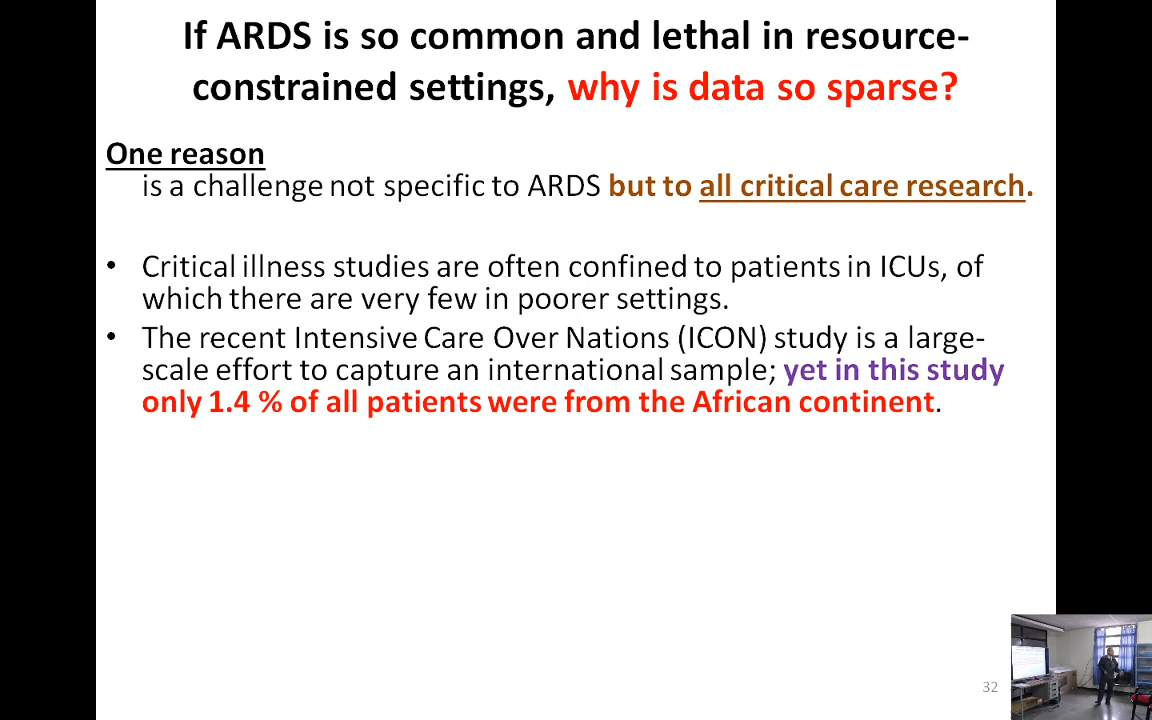 If ARDS is so common and lethal in resource-
constrained settings, why is data so sparse?
One reason
is a challenge not specific to ARDS but to all critical care research.
• Critical illness studies are often confined to patients in ICUs, of
which there are very few in poorer settings.
• The recent Intensive Care Over Nations (ICON) study is a large-
scale effort to capture an international sample; yet in this study
only 1.4 % of all patients were from the African continent.
32